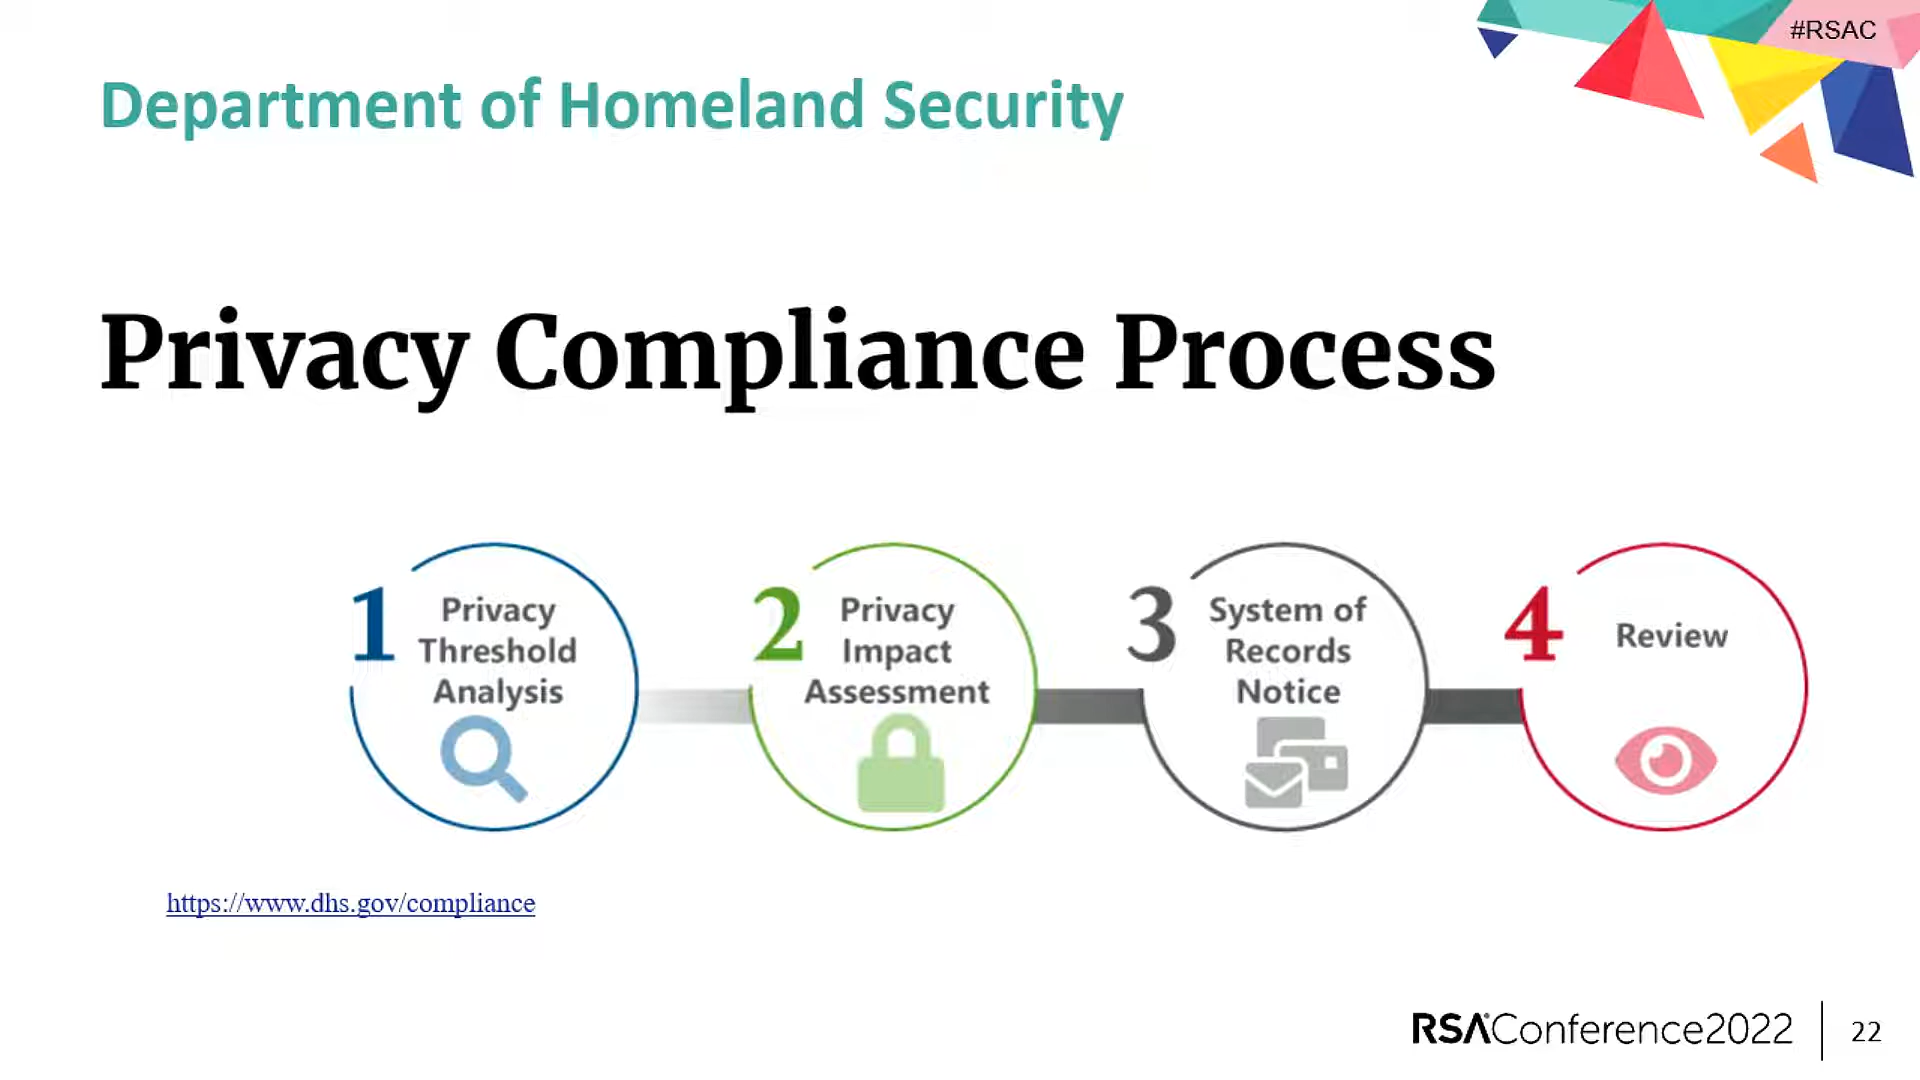 #RSAC
Department of Homeland Security
Privacy Compliance Process
1
Privacy
Threshold
Analysis
2
Privacy
Impact
Assessment
3
System of
Records
Notice
4
Review
https://www.dhs.gov/compliance
RSAConference2022
22